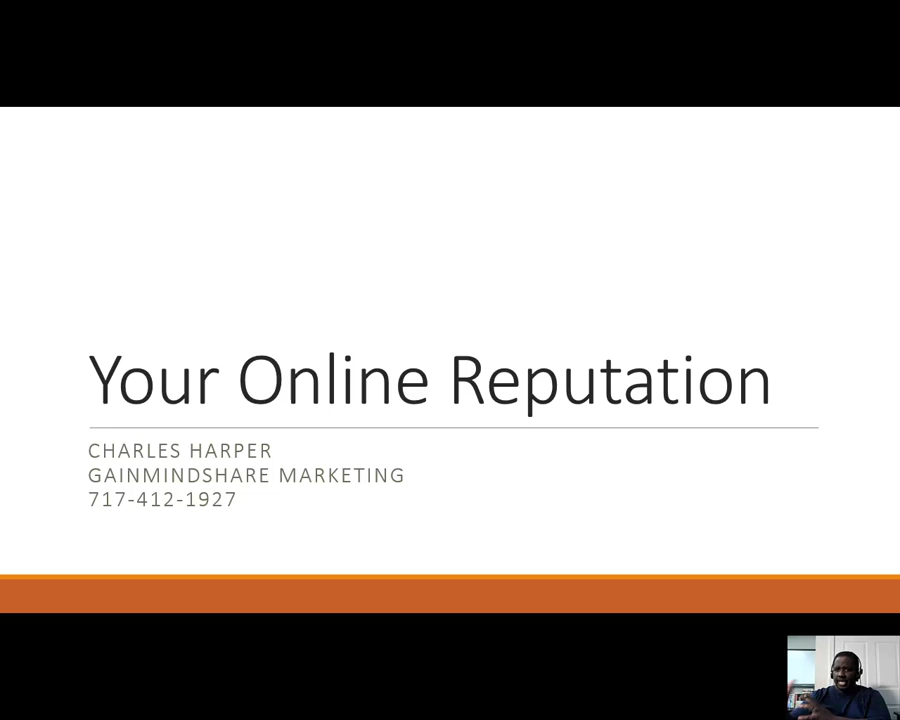 Your Online Reputation
CHARLES HARPER
GAINMINDSHARE MARKETING
717-412-1927